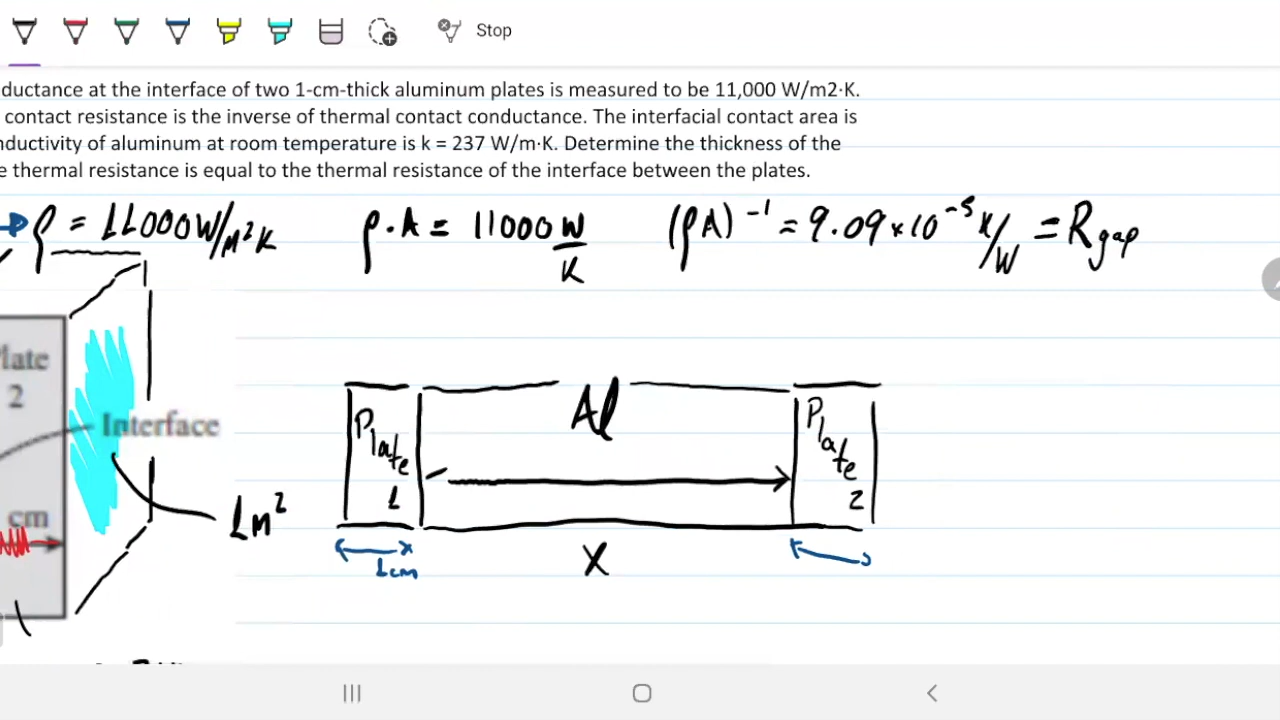 Stop
ductance at the interface of two 1-cm-thick aluminum plates is measured to be 11,000 W/m2·K.
contact resistance is the inverse of thermal contact conductance. The interfacial contact area is
nductivity of aluminum at room temperature is k = 237 W/m·K. Determine the thickness of the
e thermal resistance is equal to the thermal resistance of the interface between the plates.
ρ = 11000 W/m²K
ρ·A = 11000 W/K
(ρA)⁻¹ = 9.09×10⁻⁵ K/W = Rgap
late
2
Interface
cm
1m²
Plate
1
Al
Plate
2
1cm
X